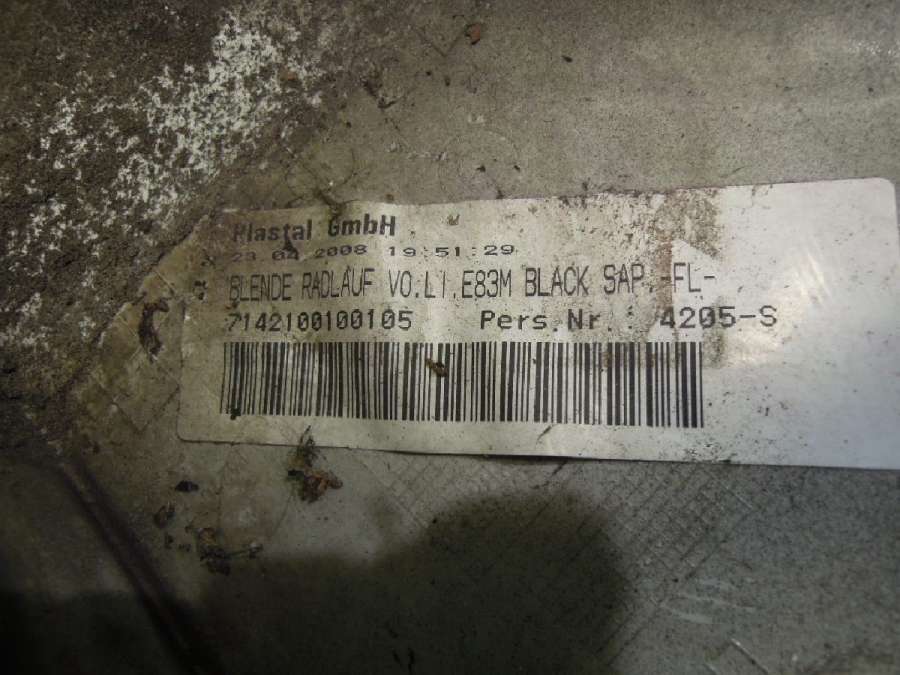 Plastal GmbH
23.04.2008 19:51:29
BLENDE RADLAUF VO.LI.E83M BLACK SAP.-FL-
7142100100105 Pers.Nr. 4205-S